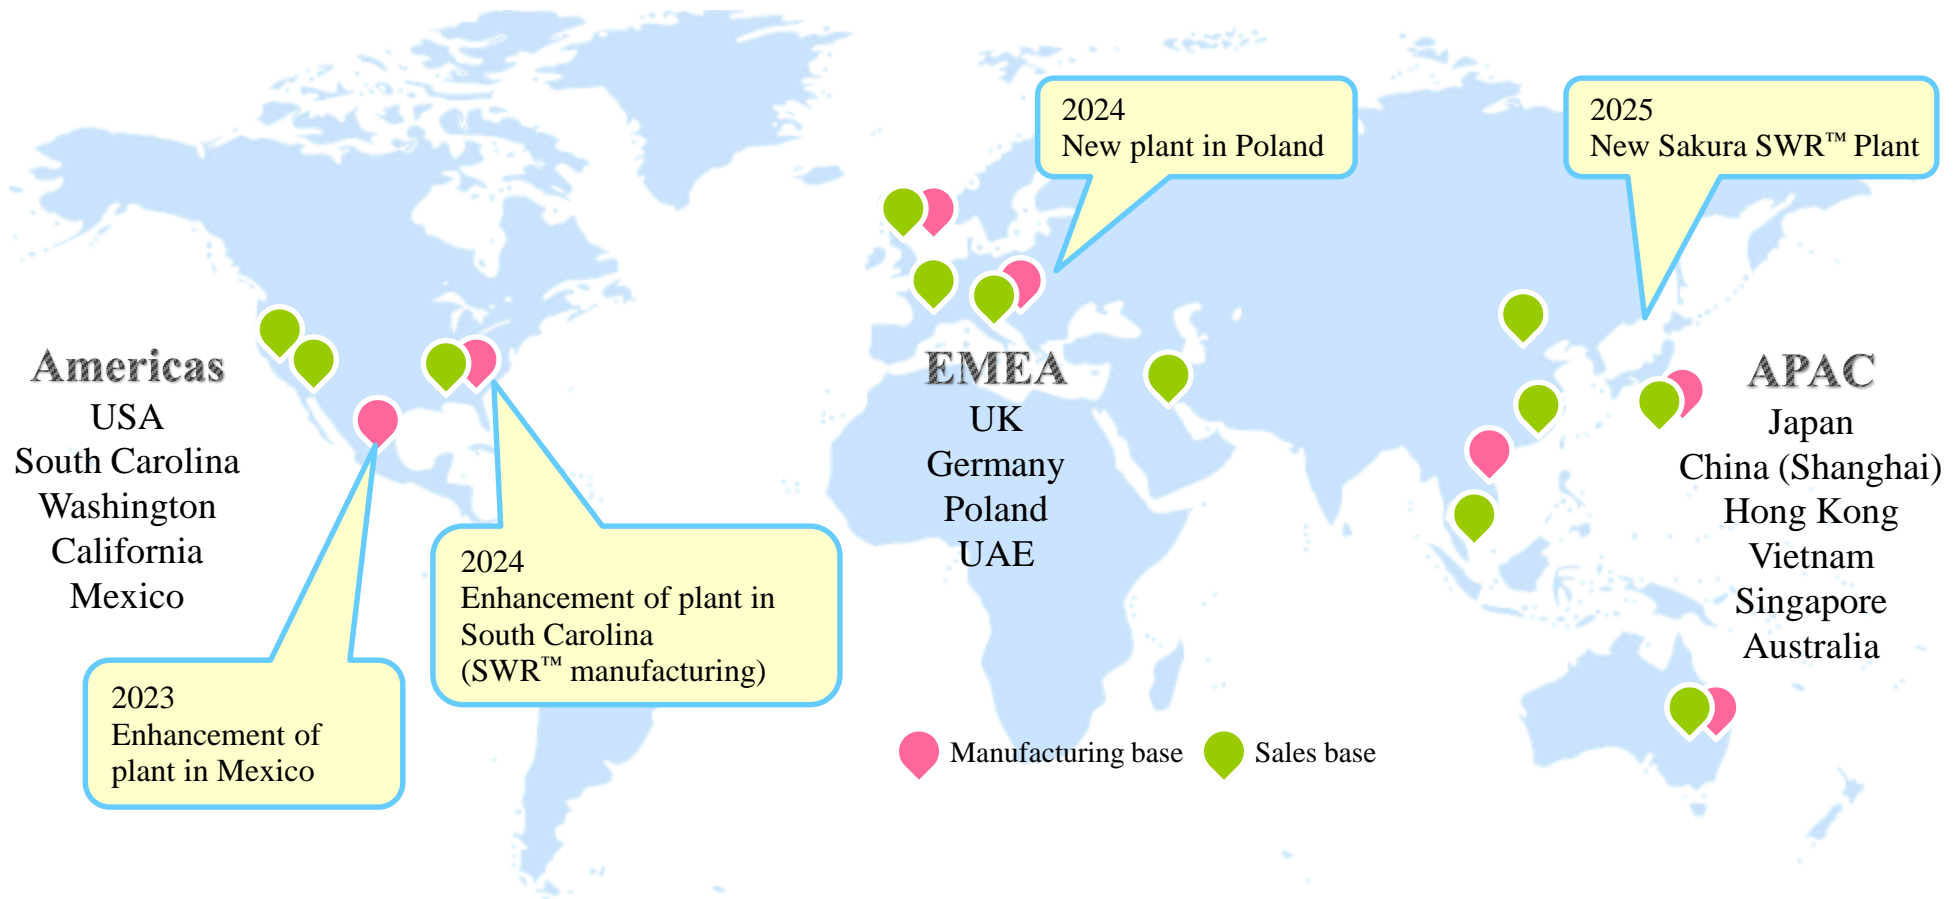 2024
New plant in Poland
2025
New Sakura SWR™ Plant
Americas
USA
South Carolina
Washington
California
Mexico
EMEA
UK
Germany
Poland
UAE
APAC
Japan
China (Shanghai)
Hong Kong
Vietnam
Singapore
Australia
2024
Enhancement of plant in
South Carolina
(SWR™ manufacturing)
2023
Enhancement of
plant in Mexico
Manufacturing base
Sales base